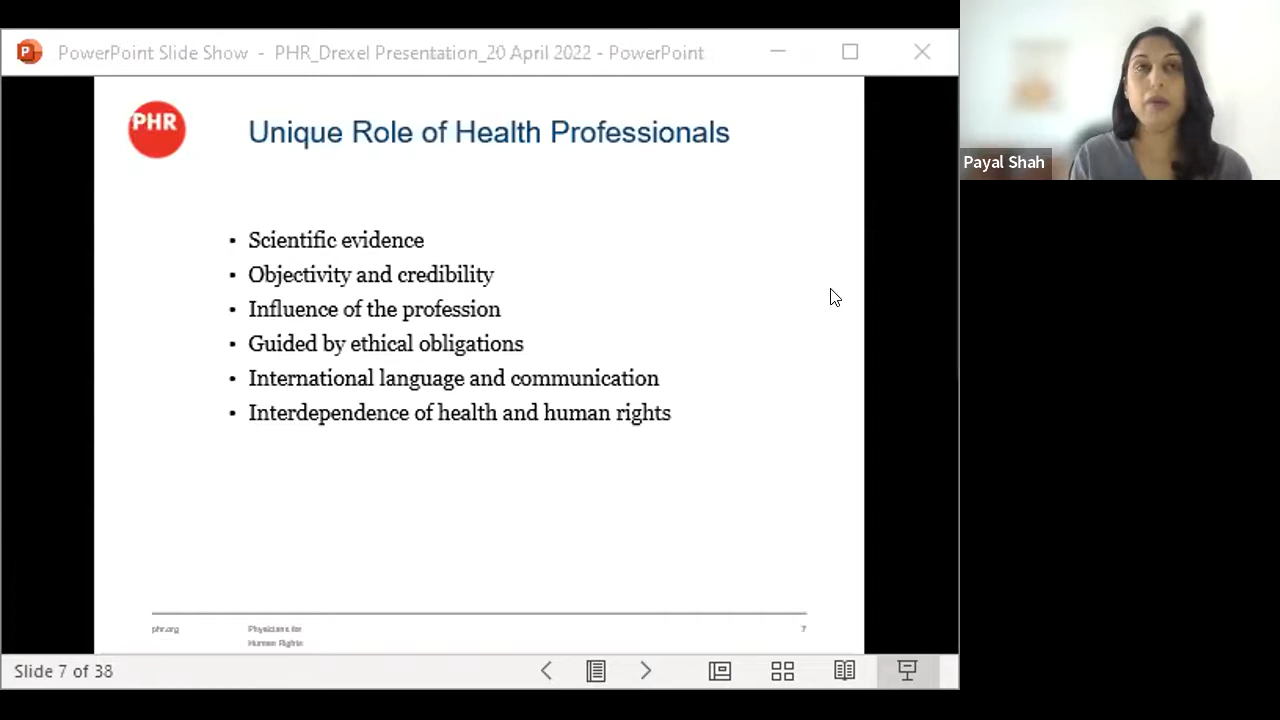 PowerPoint Slide Show - PHR_Drexel Presentation_20 April 2022 - PowerPoint
PHR
Unique Role of Health Professionals
• Scientific evidence
• Objectivity and credibility
• Influence of the profession
• Guided by ethical obligations
• International language and communication
• Interdependence of health and human rights
phr.org
Physicians for
Human Rights
7
Slide 7 of 38
Payal Shah